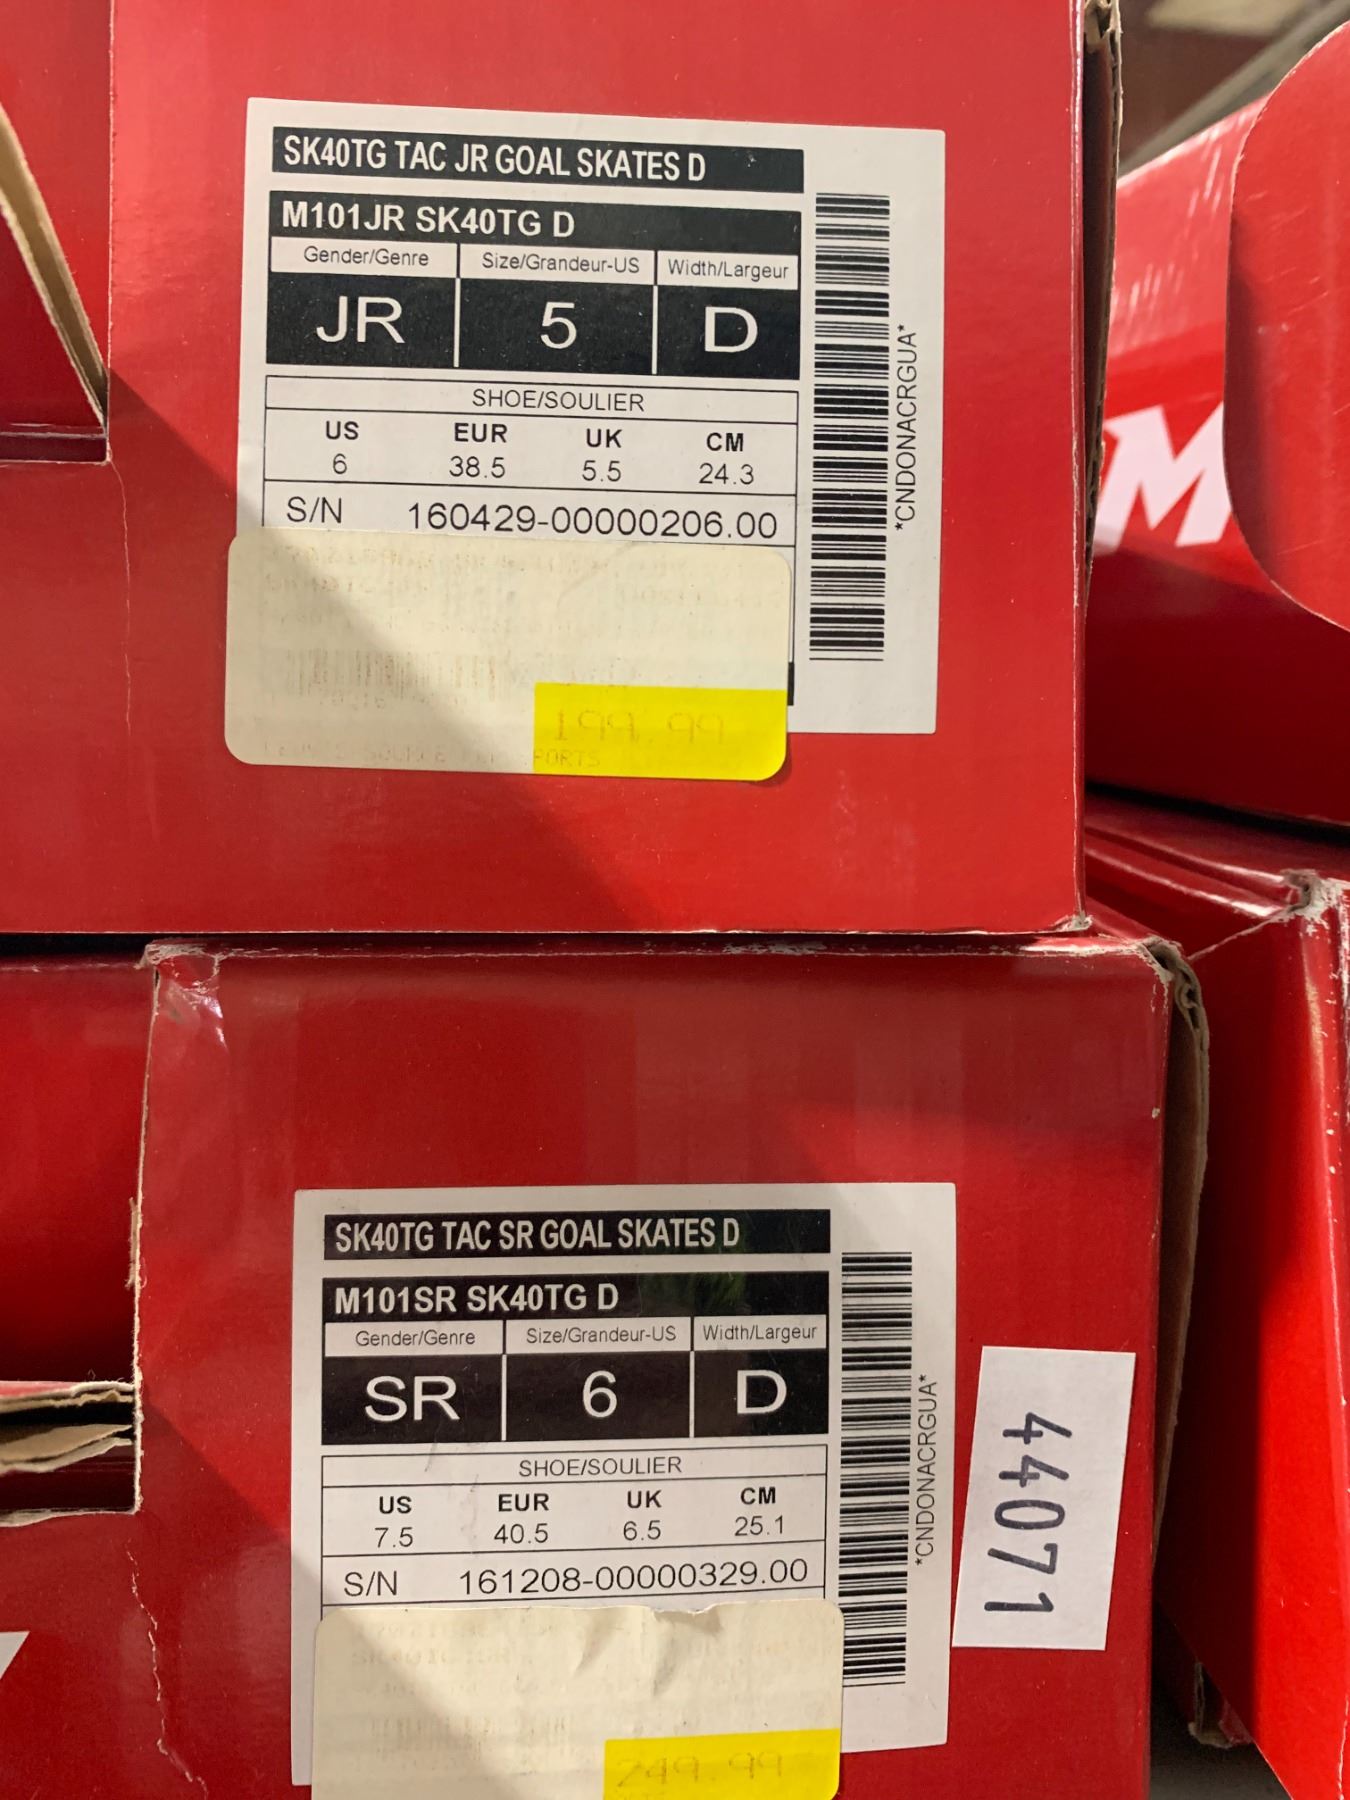 SK40TG TAC JR GOAL SKATES D
M101JR SK40TG D
Gender/Genre Size/Grandeur-US Width/Largeur
JR 5 D
SHOE/SOULIER
US EUR UK CM
6 38.5 5.5 24.3
S/N 160429-00000206.00
*CNDONACRGUA*
199.99
PORTS
M
SK40TG TAC SR GOAL SKATES D
M101SR SK40TG D
Gender/Genre Size/Grandeur-US Width/Largeur
SR 6 D
SHOE/SOULIER
US EUR UK CM
7.5 40.5 6.5 25.1
S/N 161208-00000329.00
*CNDONACRGUA*
44071
249.99